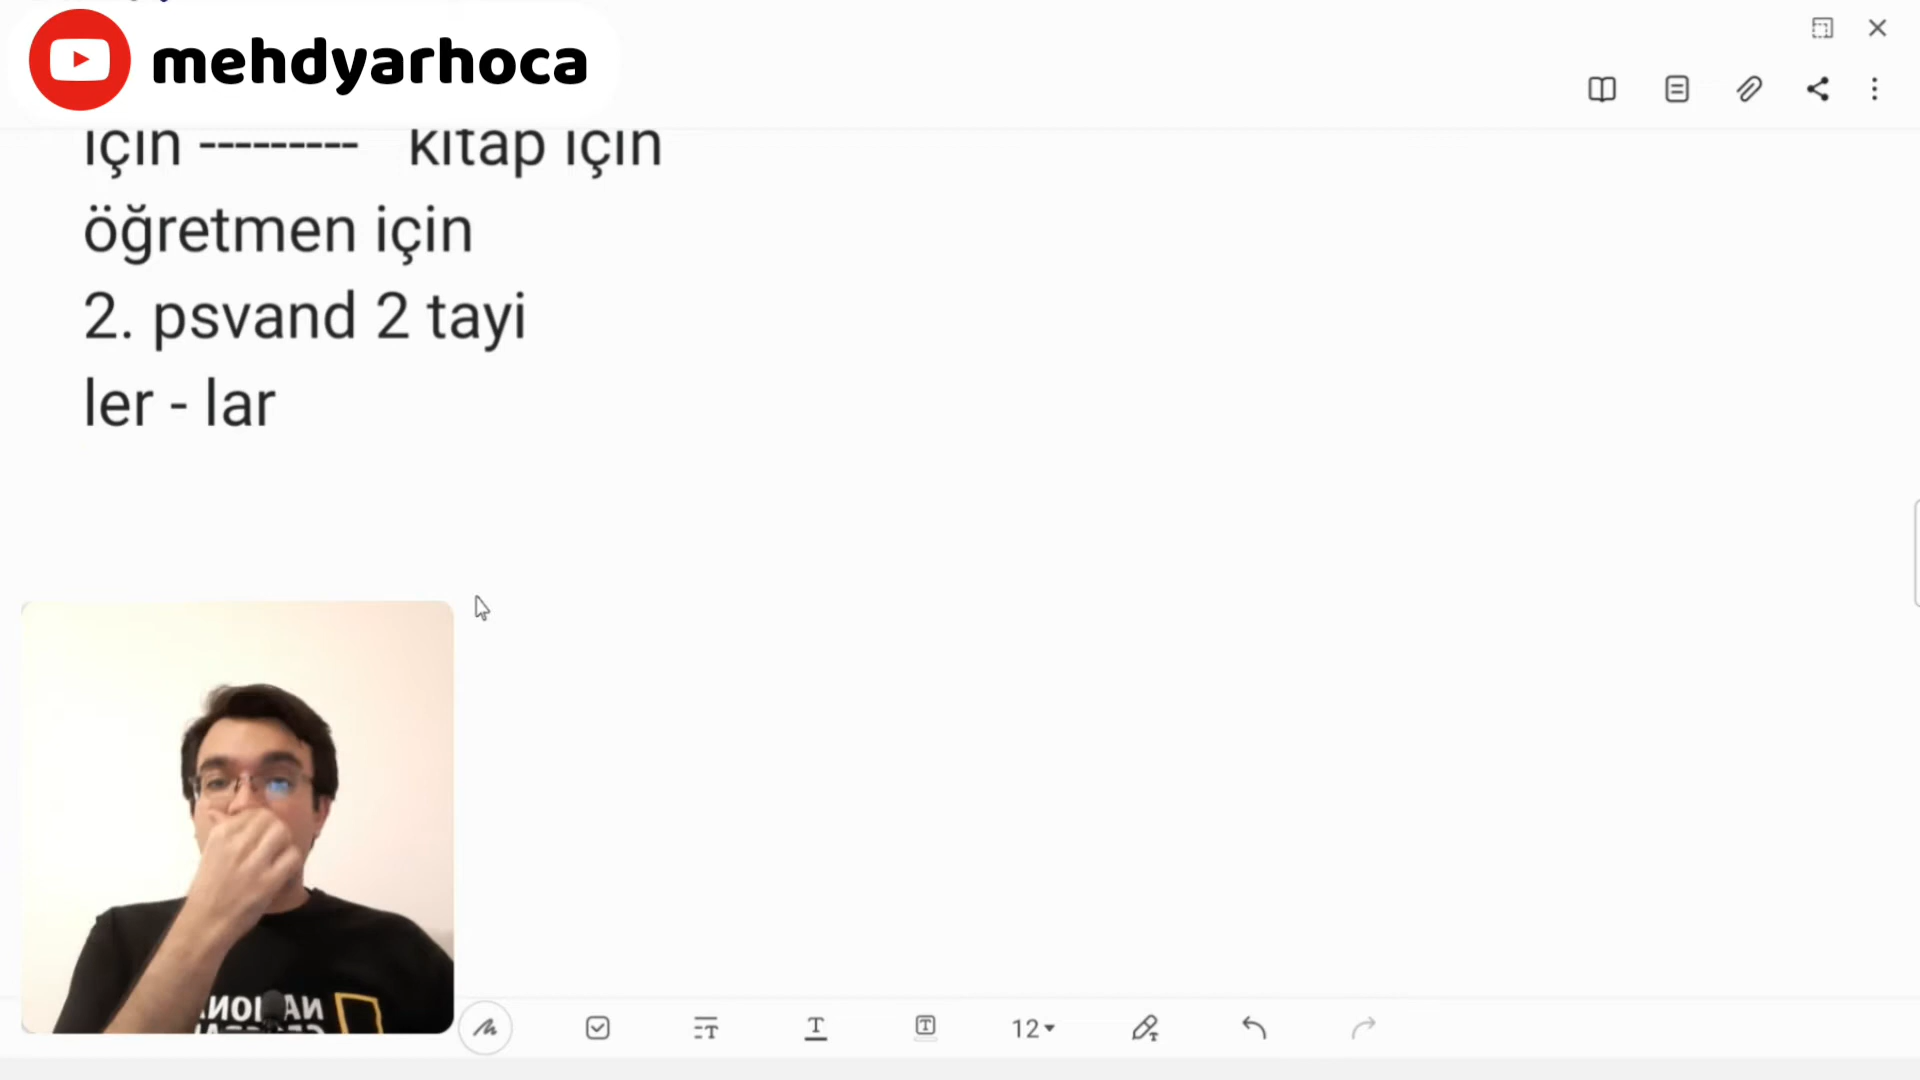 mehdyarhoca
için --------- kitap için
öğretmen için
2. psvand 2 tayi
ler - lar
12